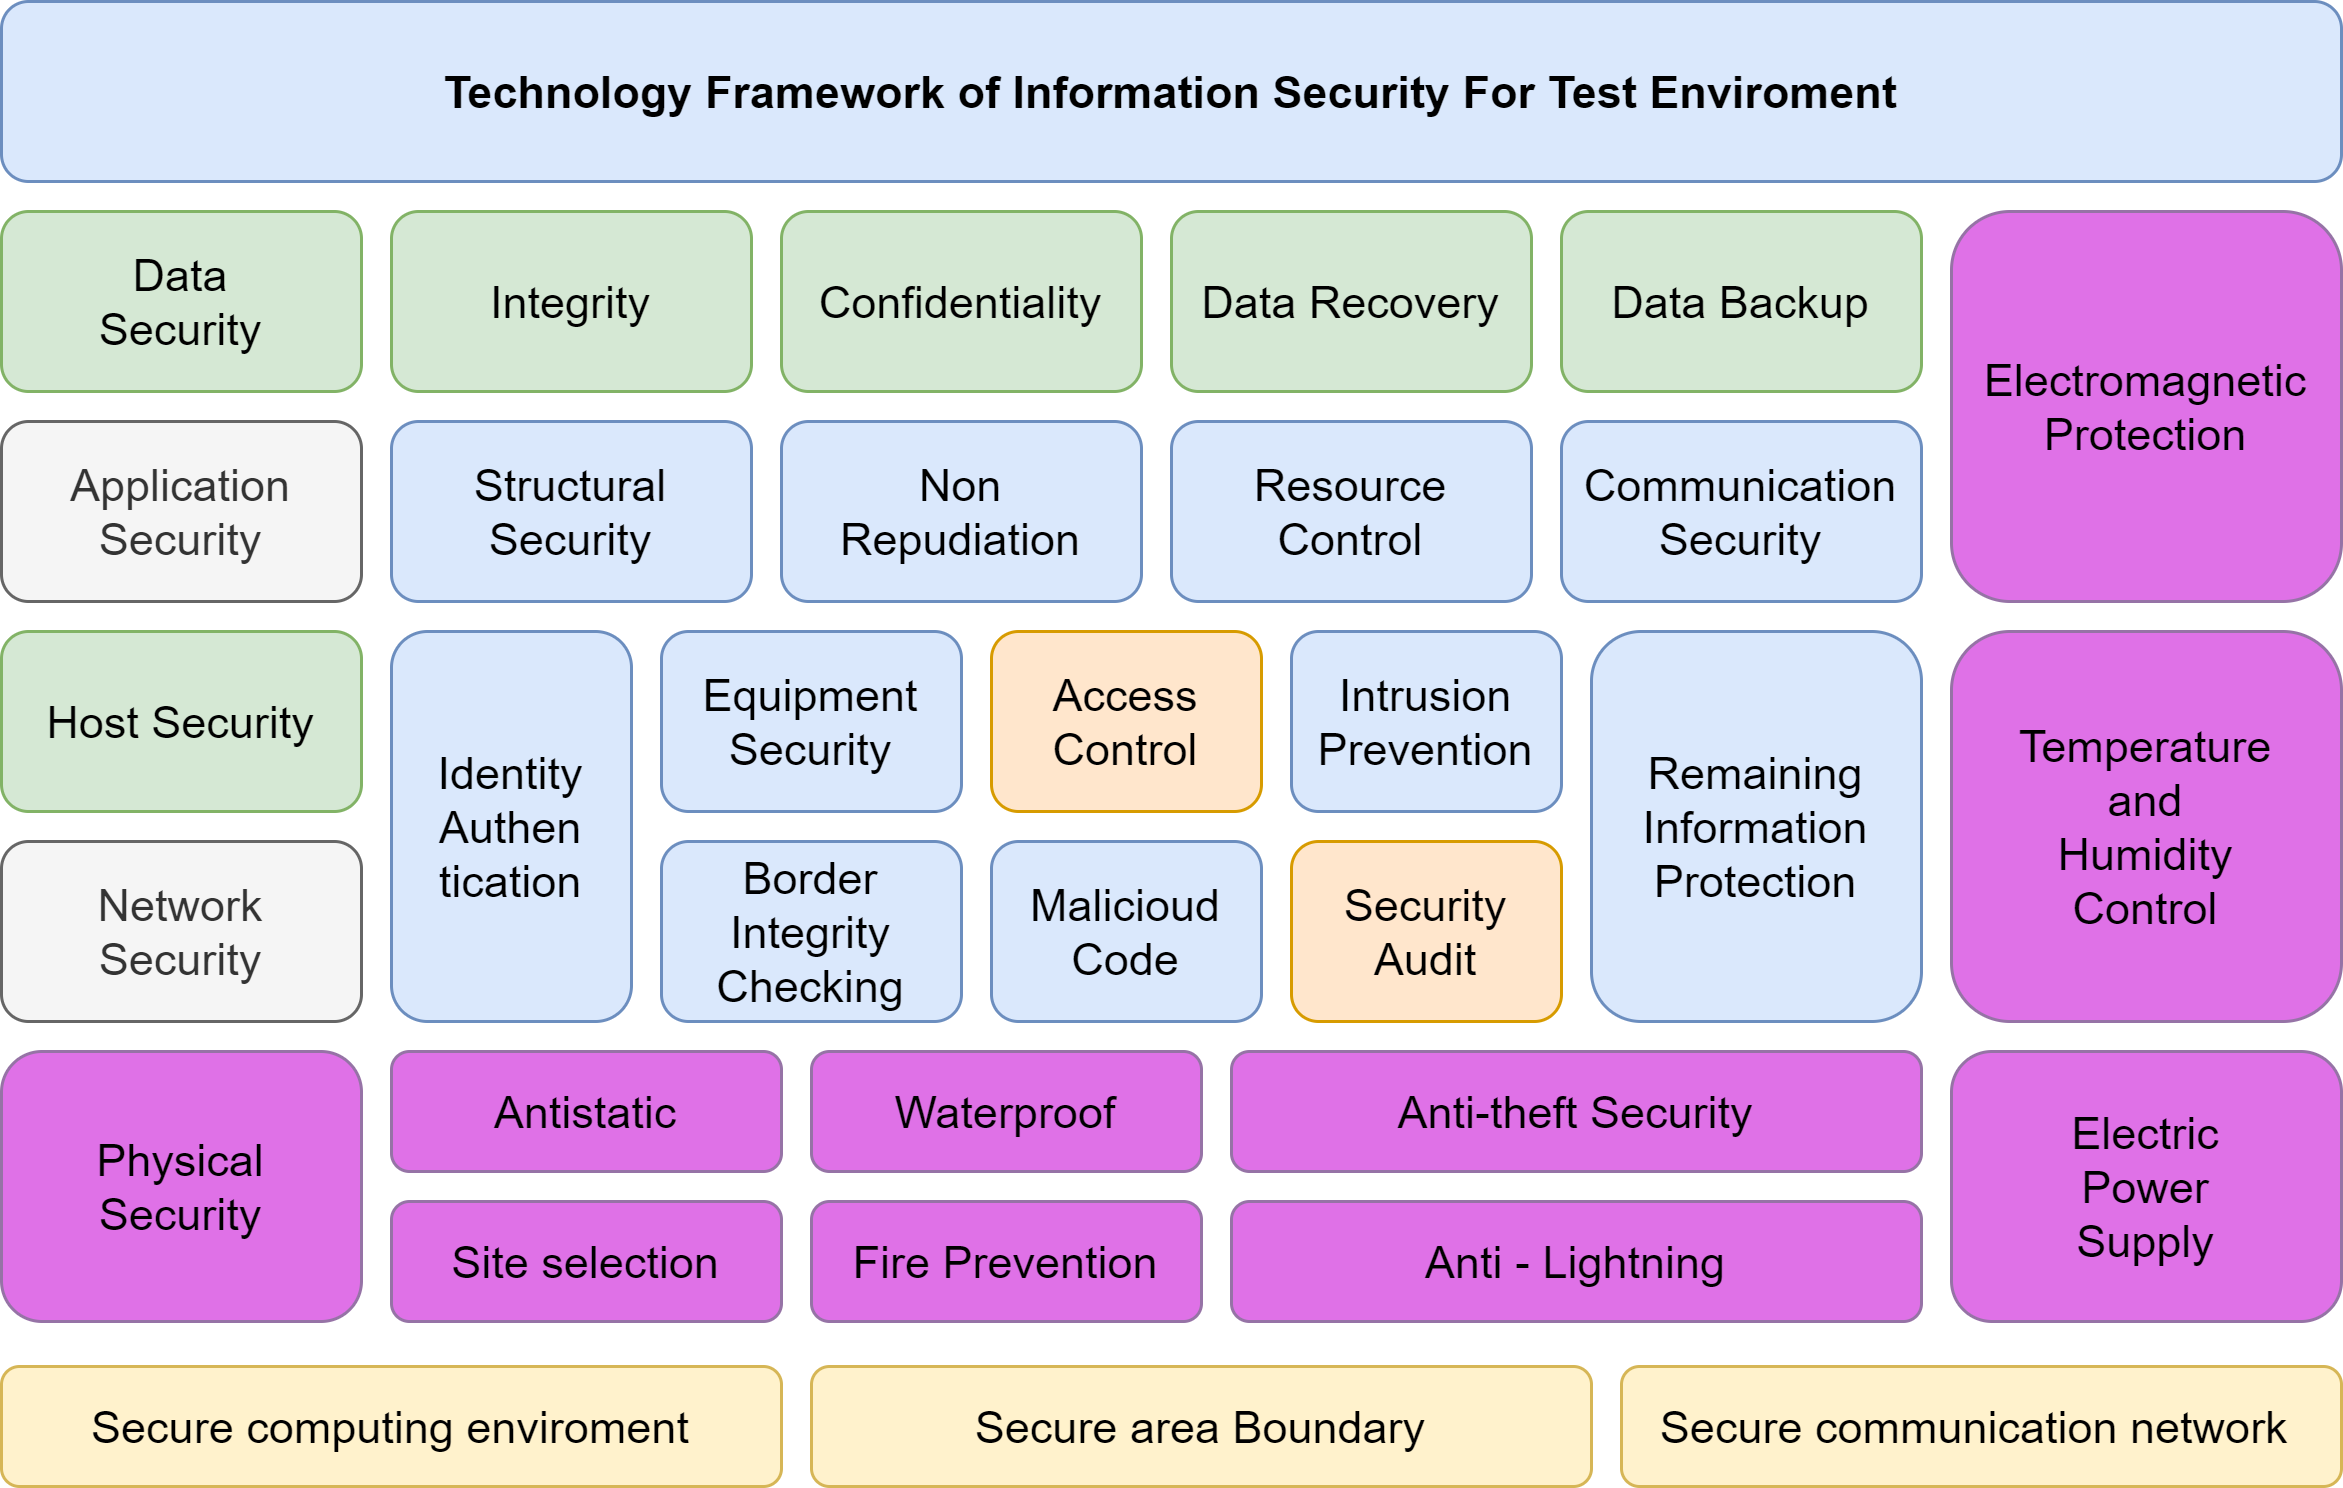 Technology Framework of Information Security For Test Enviroment
Data
Security
Integrity
Confidentiality
Data Recovery
Data Backup
Electromagnetic
Protection
Application
Security
Structural
Security
Non
Repudiation
Resource
Control
Communication
Security
Host Security
Identity
Authen
tication
Equipment
Security
Access
Control
Intrusion
Prevention
Remaining
Information
Protection
Temperature
and
Humidity
Control
Network
Security
Border
Integrity
Checking
Malicioud
Code
Security
Audit
Physical
Security
Antistatic
Waterproof
Anti-theft Security
Electric
Power
Supply
Site selection
Fire Prevention
Anti - Lightning
Secure computing enviroment
Secure area Boundary
Secure communication network